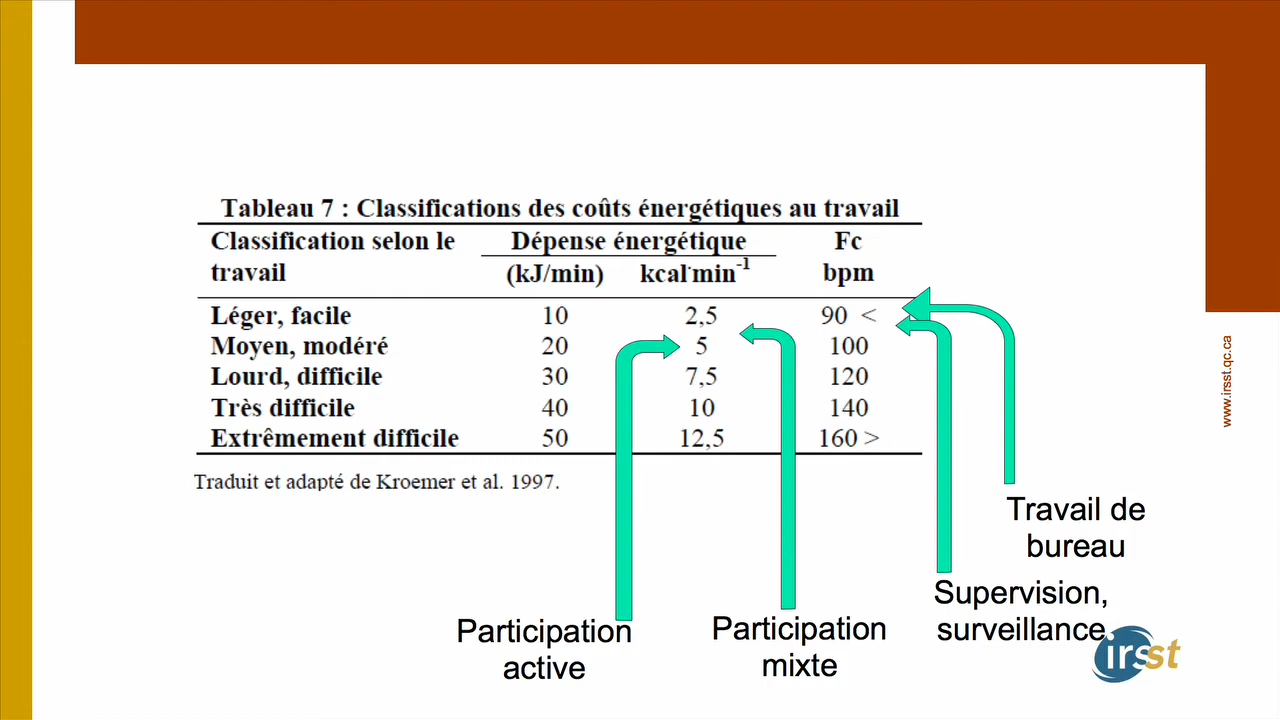 Tableau 7 : Classifications des coûts énergétiques au travail
Classification selon le travail
Dépense énergétique
Fc
(kJ/min) kcal·min⁻¹ bpm
Léger, facile 10 2,5 90 <
Moyen, modéré 20 5 100
Lourd, difficile 30 7,5 120
Très difficile 40 10 140
Extrêmement difficile 50 12,5 160 >
Traduit et adapté de Kroemer et al. 1997.
Travail de
bureau
Supervision,
surveillance
Participation
active
Participation
mixte
www.irsst.qc.ca
irsst